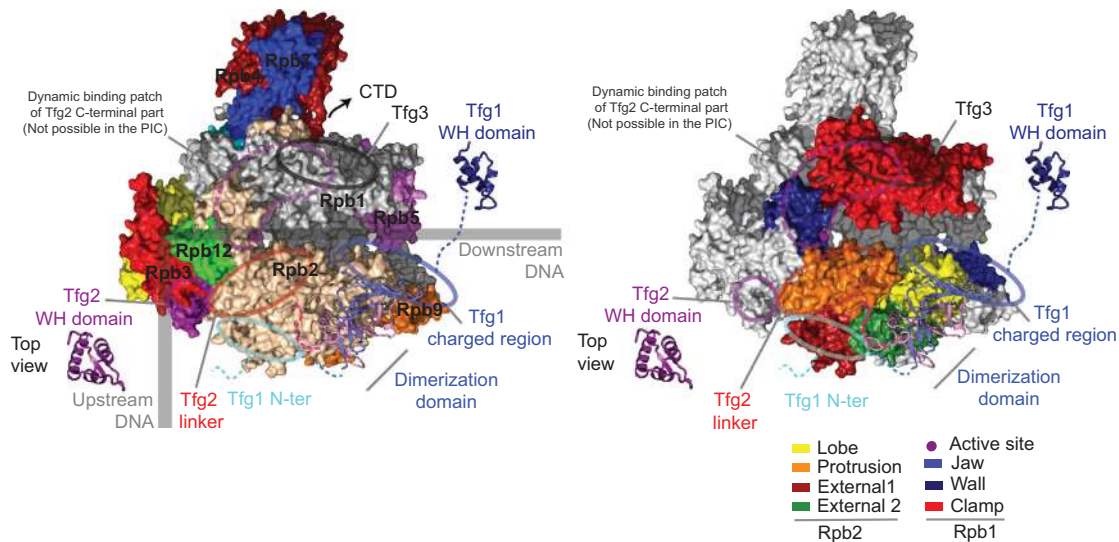 Rpb4
Rpb7
CTD
Dynamic binding patch
of Tfg2 C-terminal part
(Not possible in the PIC)
Tfg3
Tfg1
WH domain
Rpb1
Rpb5
Rpb12
Rpb3
Rpb2
Rpb9
Downstream
DNA
Tfg2
WH domain
Top
view
Upstream
DNA
Tfg2
linker
Tfg1 N-ter
Tfg1
charged region
Dimerization
domain
Dynamic binding patch
of Tfg2 C-terminal part
(Not possible in the PIC)
Tfg3
Tfg1
WH domain
Tfg2
WH domain
Top
view
Tfg2
linker
Tfg1 N-ter
Tfg1
charged region
Dimerization
domain
Lobe
Protrusion
External1
External 2
Rpb2
Active site
Jaw
Wall
Clamp
Rpb1